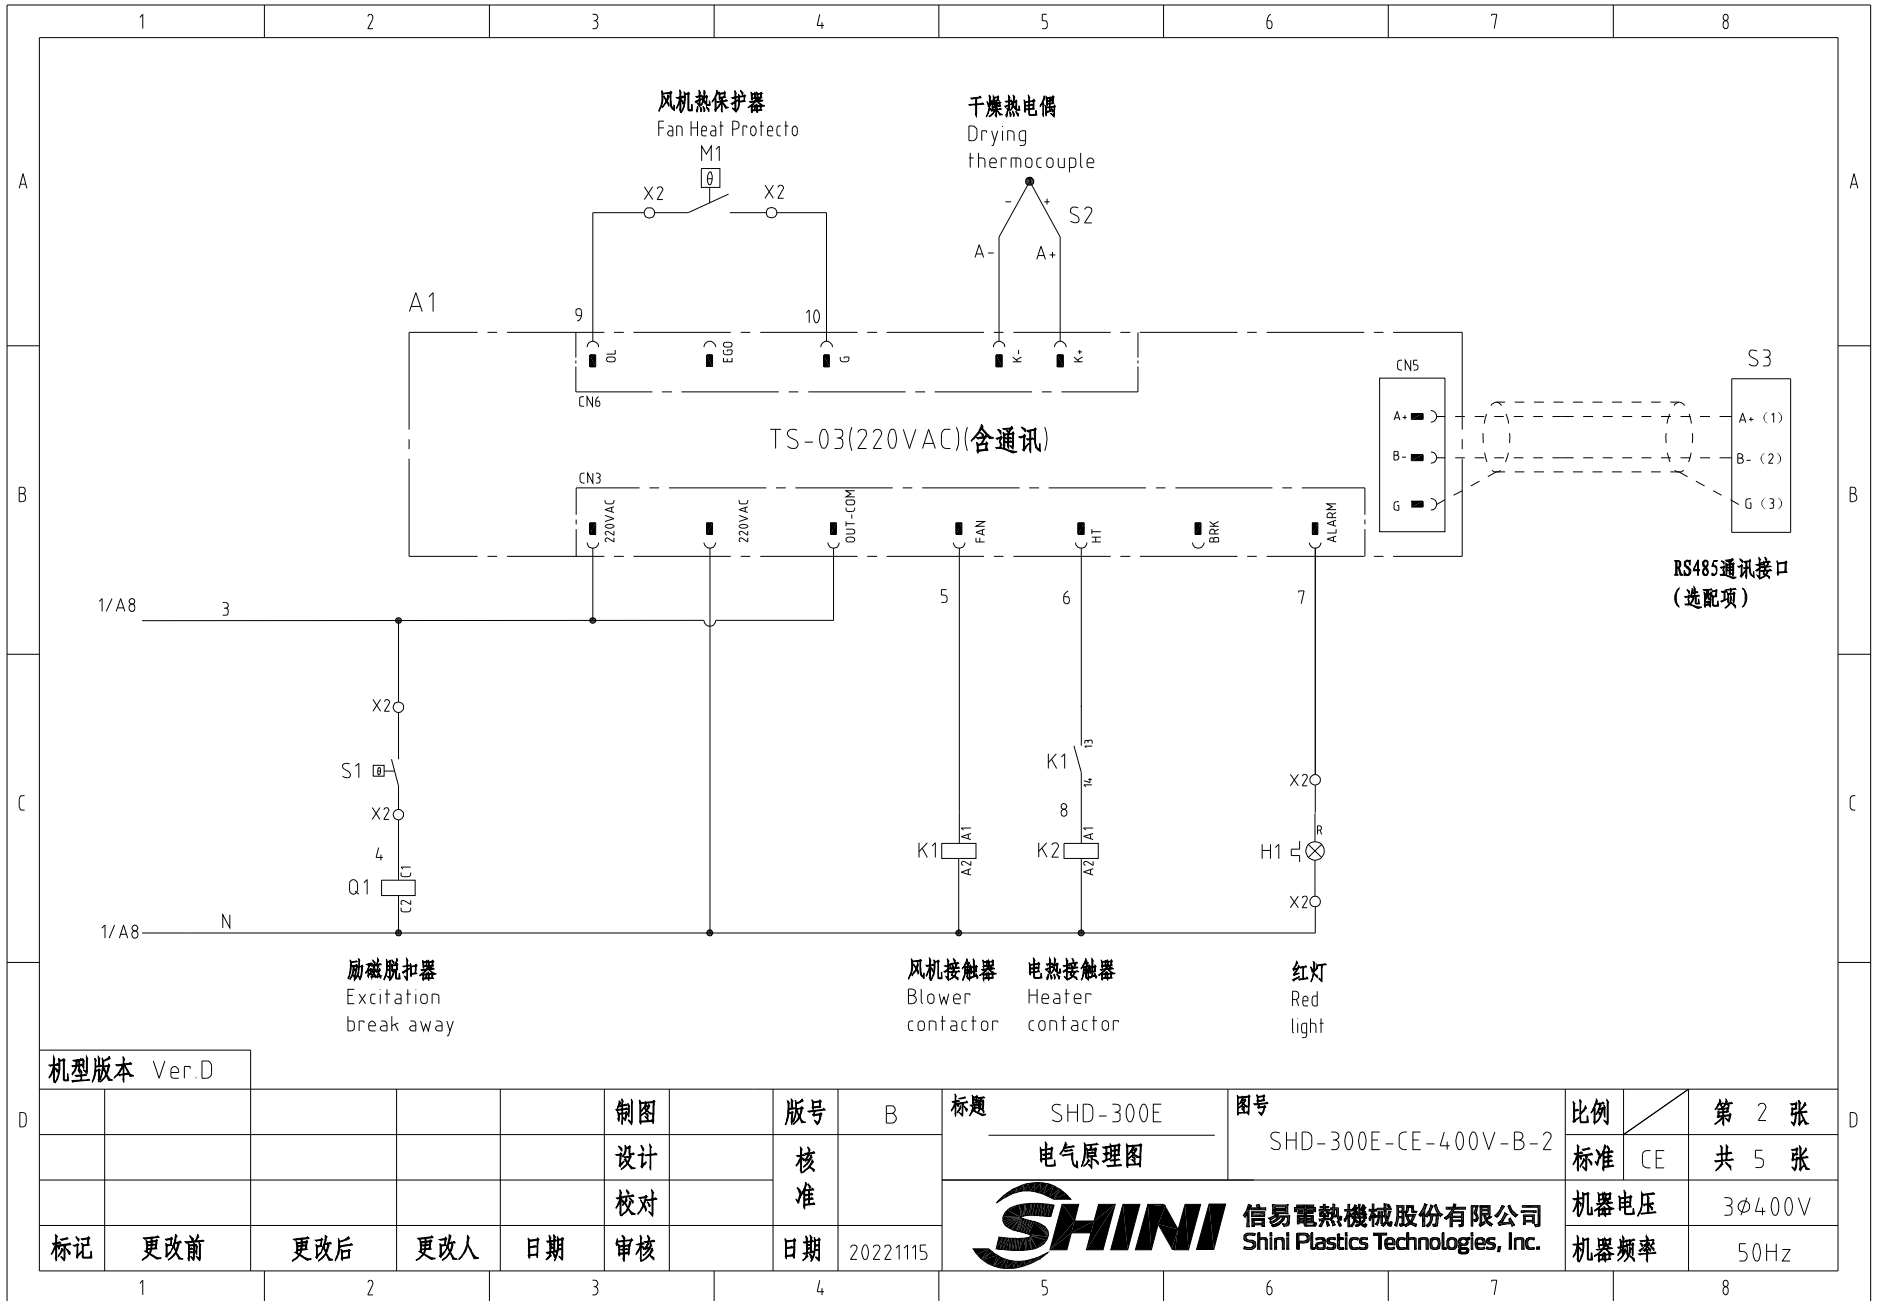 1 2 3 4 5 6 7 8
A A
B B
C C
D D
风机热保护器
Fan Heat Protecto
M1
θ
X2 X2
干燥热电偶
Drying
thermocouple
- +
S2
A- A+
A1
9 10
OL EGO G K- K+
CN6
TS-03(220VAC)(含通讯)
CN3
220VAC 220VAC OUT-COM FAN HT BRK ALARM
CN5
A+
B-
G
S3
A+ (1)
B- (2)
G (3)
RS485通讯接口
(选配项)
1/A8 3
5 6 7
X2
S1 θ
X2
4
Q1 C1 C2
K1 13 14
8
K1 A1 A2
K2 A1 A2
X2
R
H1
X2
1/A8 N
励磁脱扣器
Excitation
break away
风机接触器
Blower
contactor
电热接触器
Heater
contactor
红灯
Red
light
机型版本 Ver.D
制图 版号 B
设计 核准
校对
标记 更改前 更改后 更改人 日期 审核 日期 20221115
标题 SHD-300E
电气原理图
图号
SHD-300E-CE-400V-B-2
比例 第 2 张
标准 CE 共 5 张
机器电压 3Φ400V
机器频率 50Hz
SHINI
信易電熱機械股份有限公司
Shini Plastics Technologies, Inc.
1 2 3 4 5 6 7 8